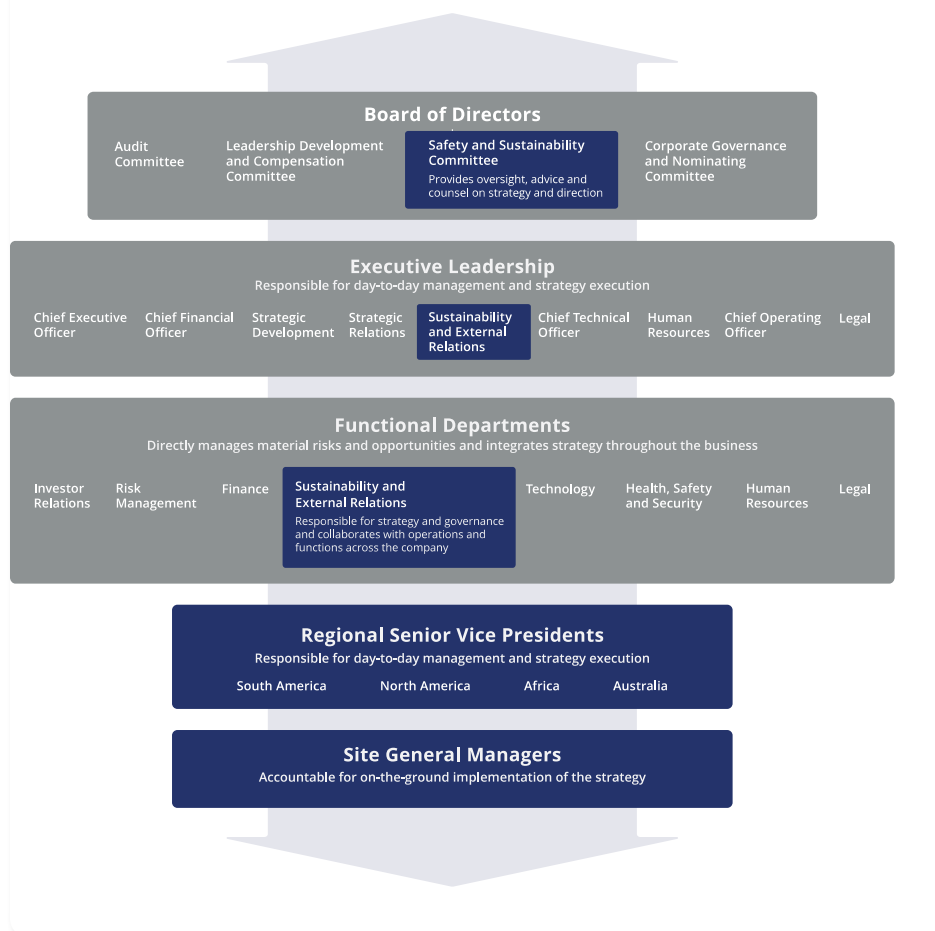 Board of Directors
Audit
Committee
Leadership Development
and Compensation
Committee
Safety and Sustainability
Committee
Provides oversight, advice and
counsel on strategy and direction
Corporate Governance
and Nominating
Committee
Executive Leadership
Responsible for day-to-day management and strategy execution
Chief Executive
Officer
Chief Financial
Officer
Strategic
Development
Strategic
Relations
Sustainability
and External
Relations
Chief Technical
Officer
Human
Resources
Chief Operating
Officer
Legal
Functional Departments
Directly manages material risks and opportunities and integrates strategy throughout the business
Investor
Relations
Risk
Management
Finance
Sustainability and
External Relations
Responsible for strategy and governance
and collaborates with operations and
functions across the company
Technology
Health, Safety
and Security
Human
Resources
Legal
Regional Senior Vice Presidents
Responsible for day-to-day management and strategy execution
South America
North America
Africa
Australia
Site General Managers
Accountable for on-the-ground implementation of the strategy